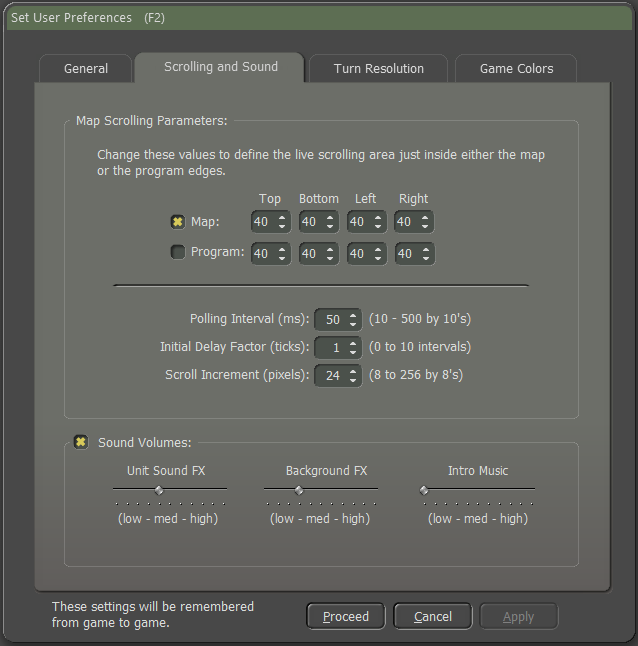 Set User Preferences (F2)
General
Scrolling and Sound
Turn Resolution
Game Colors
Map Scrolling Parameters:
Change these values to define the live scrolling area just inside either the map
or the program edges.
Top Bottom Left Right
Map: 40 40 40 40
Program: 40 40 40 40
Polling Interval (ms): 50 (10 - 500 by 10's)
Initial Delay Factor (ticks): 1 (0 to 10 intervals)
Scroll Increment (pixels): 24 (8 to 256 by 8's)
Sound Volumes:
Unit Sound FX Background FX Intro Music
(low - med - high) (low - med - high) (low - med - high)
These settings will be remembered
from game to game.
Proceed Cancel Apply